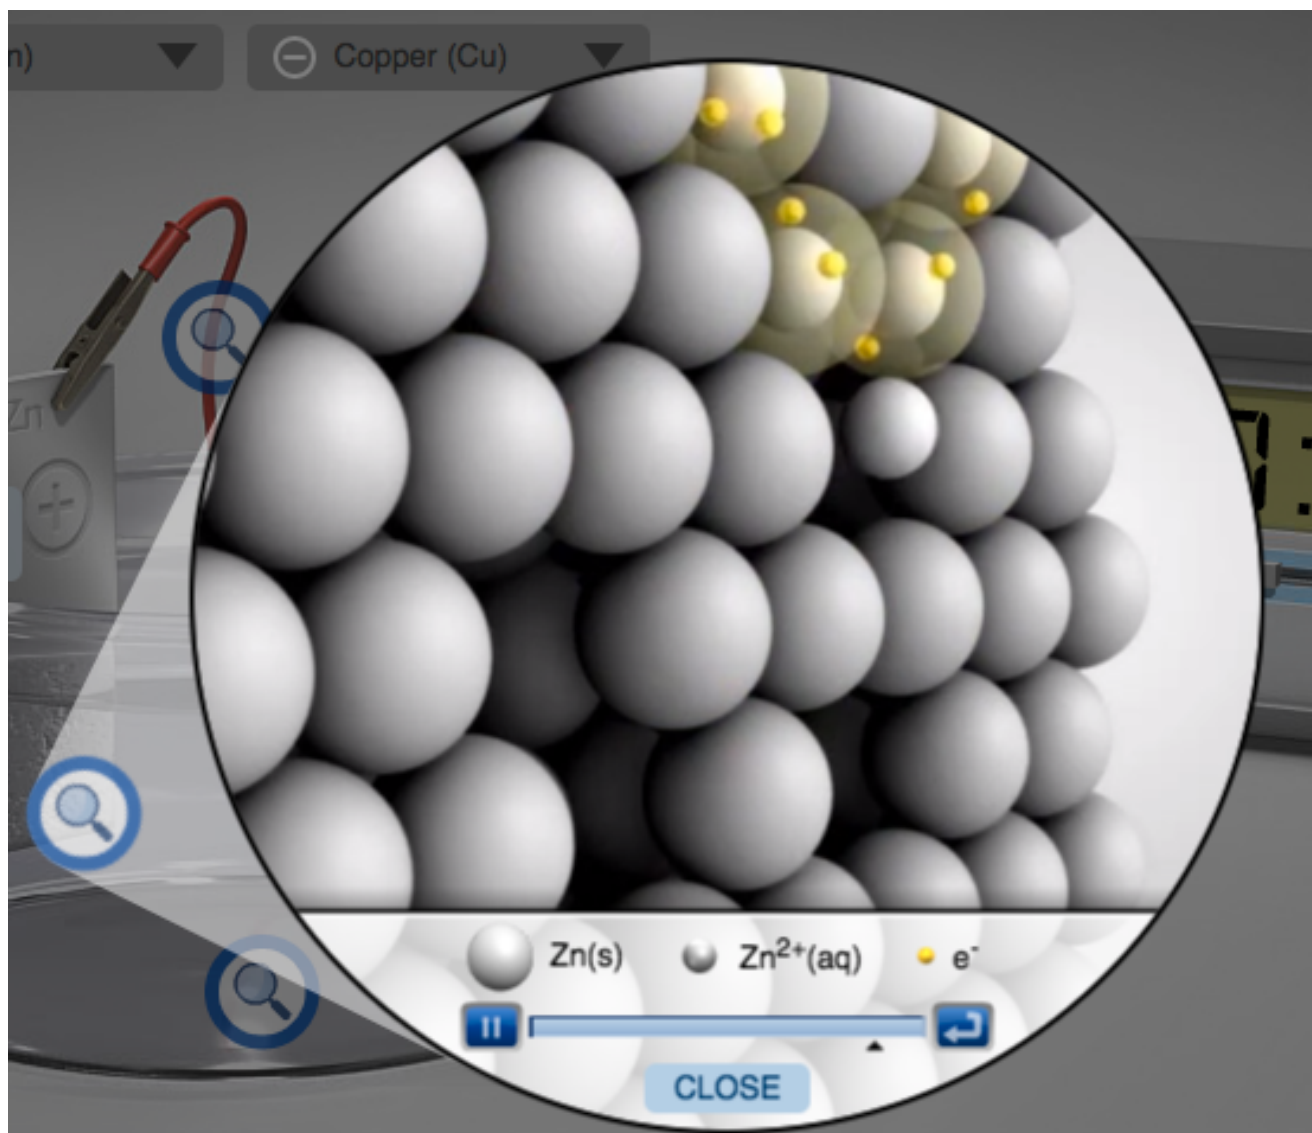 n)
Copper (Cu)
Zn
Zn(s)
Zn²⁺(aq)
e⁻
CLOSE